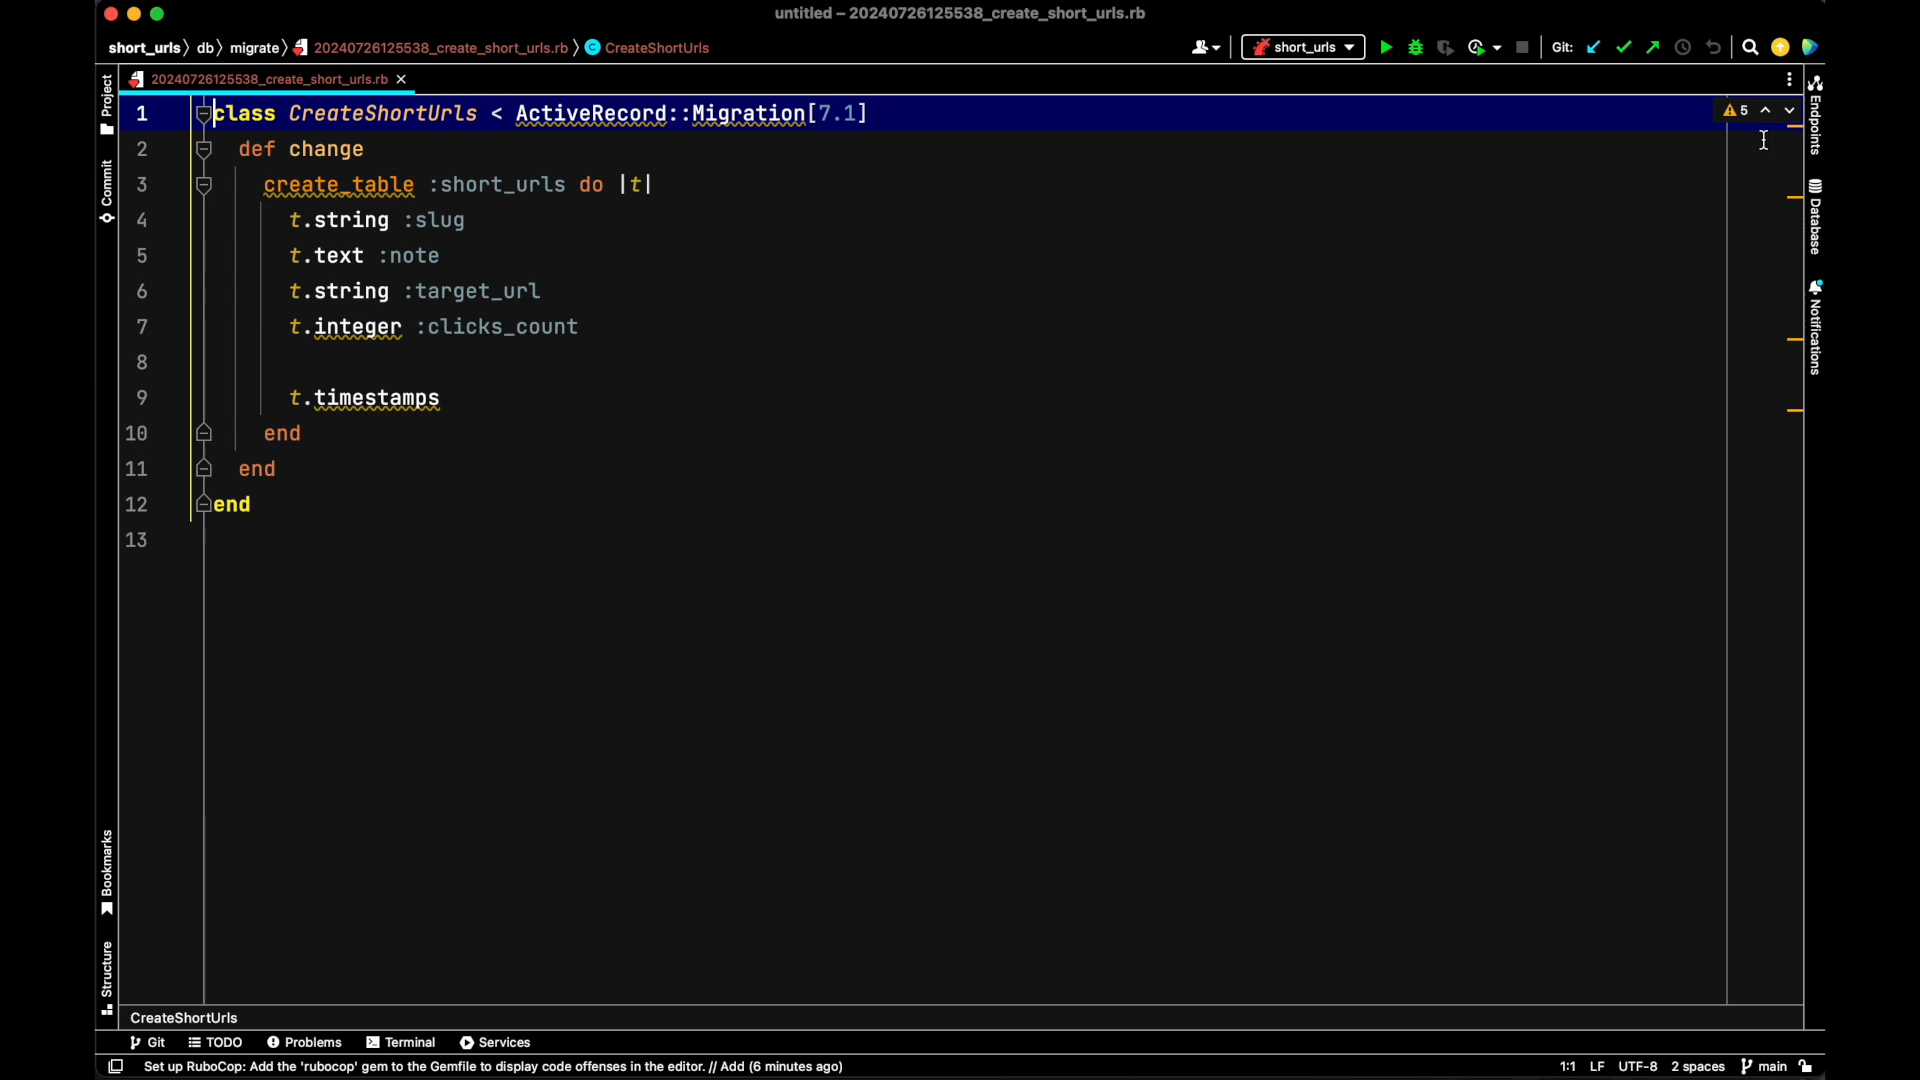 untitled – 20240726125538_create_short_urls.rb
short_urls 〉 db 〉 migrate 〉 20240726125538_create_short_urls.rb 〉 C CreateShortUrls
short_urls
Git:
20240726125538_create_short_urls.rb ×
Project
Commit
Bookmarks
Structure
1 class CreateShortUrls < ActiveRecord::Migration[7.1]
2 def change
3 create_table :short_urls do |t|
4 t.string :slug
5 t.text :note
6 t.string :target_url
7 t.integer :clicks_count
8
9 t.timestamps
10 end
11 end
12 end
13
5
Endpoints
Database
Notifications
CreateShortUrls
Git TODO Problems Terminal Services
Set up RuboCop: Add the 'rubocop' gem to the Gemfile to display code offenses in the editor. // Add (6 minutes ago)
1:1 LF UTF-8 2 spaces main